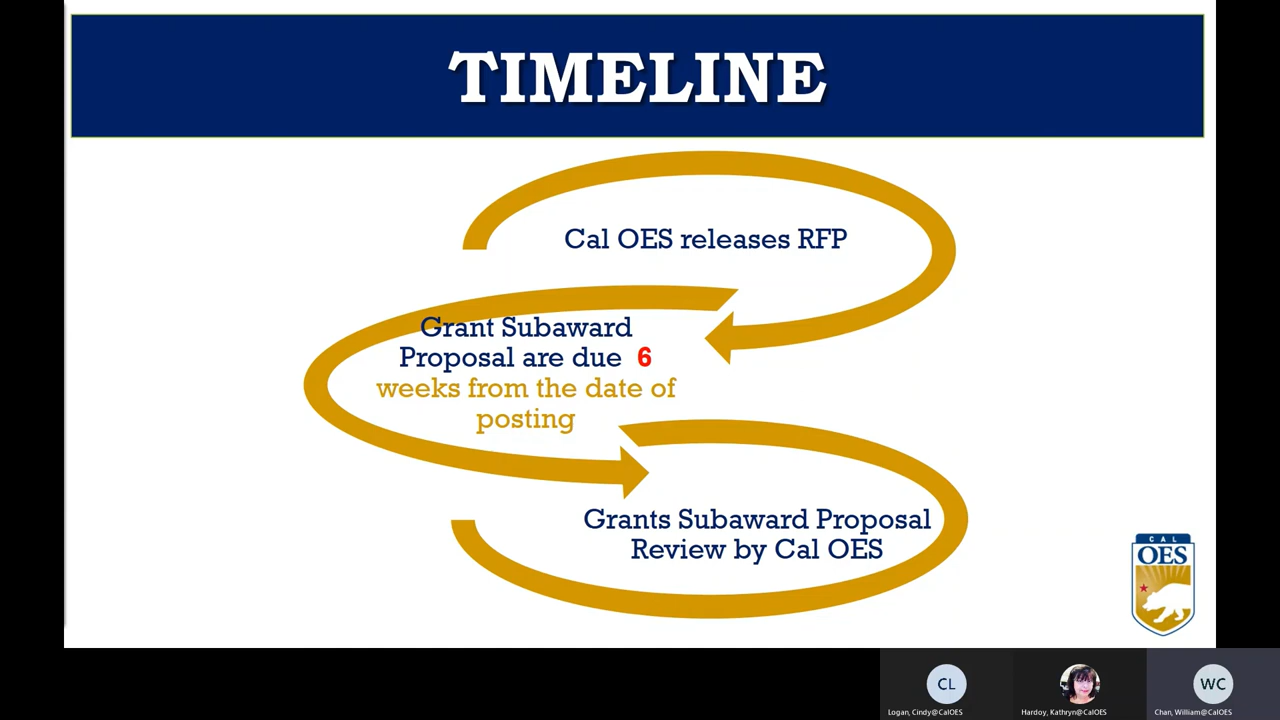 TIMELINE
Cal OES releases RFP
Grant Subaward
Proposal are due 6
weeks from the date of
posting
Grants Subaward Proposal
Review by Cal OES
CAL
OES
CL
WC
Logan, Cindy@CalOES
Hardoy, Kathryn@CalOES
Chan, William@CalOES